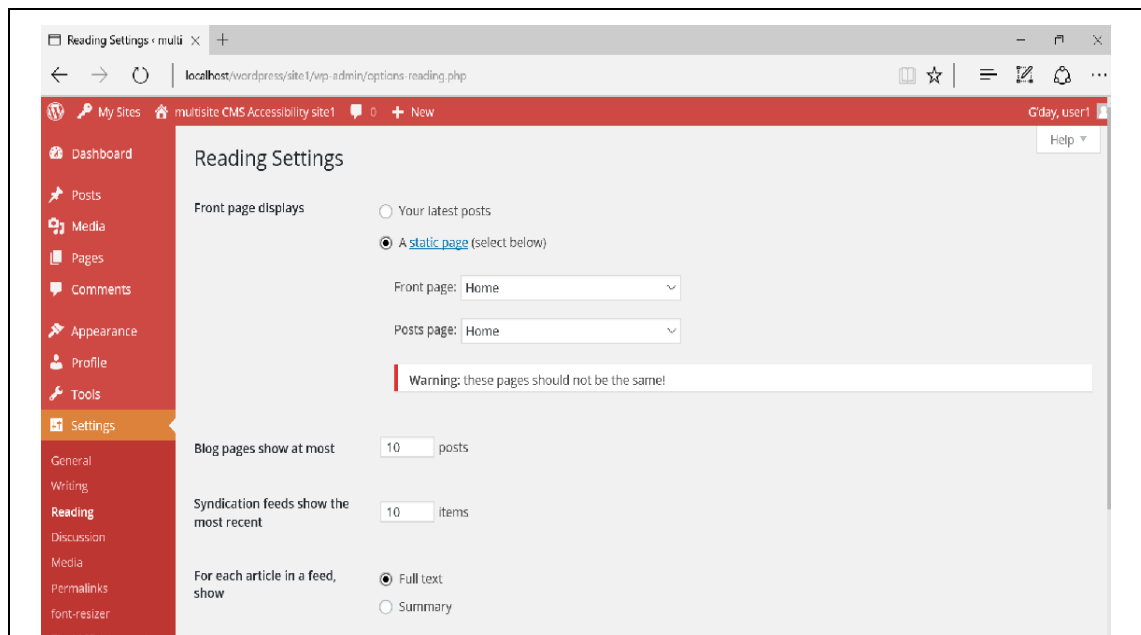 Reading Settings ‹ multi
localhost/wordpress/site1/wp-admin/options-reading.php
My Sites multisite CMS Accessibility site1 0 New G'day, user1
Help
Dashboard
Posts
Media
Pages
Comments
Appearance
Profile
Tools
Settings
General
Writing
Reading
Discussion
Media
Permalinks
font-resizer
Reading Settings
Front page displays
Your latest posts
A static page (select below)
Front page: Home
Posts page: Home
Warning: these pages should not be the same!
Blog pages show at most 10 posts
Syndication feeds show the
most recent
10 items
For each article in a feed,
show
Full text
Summary